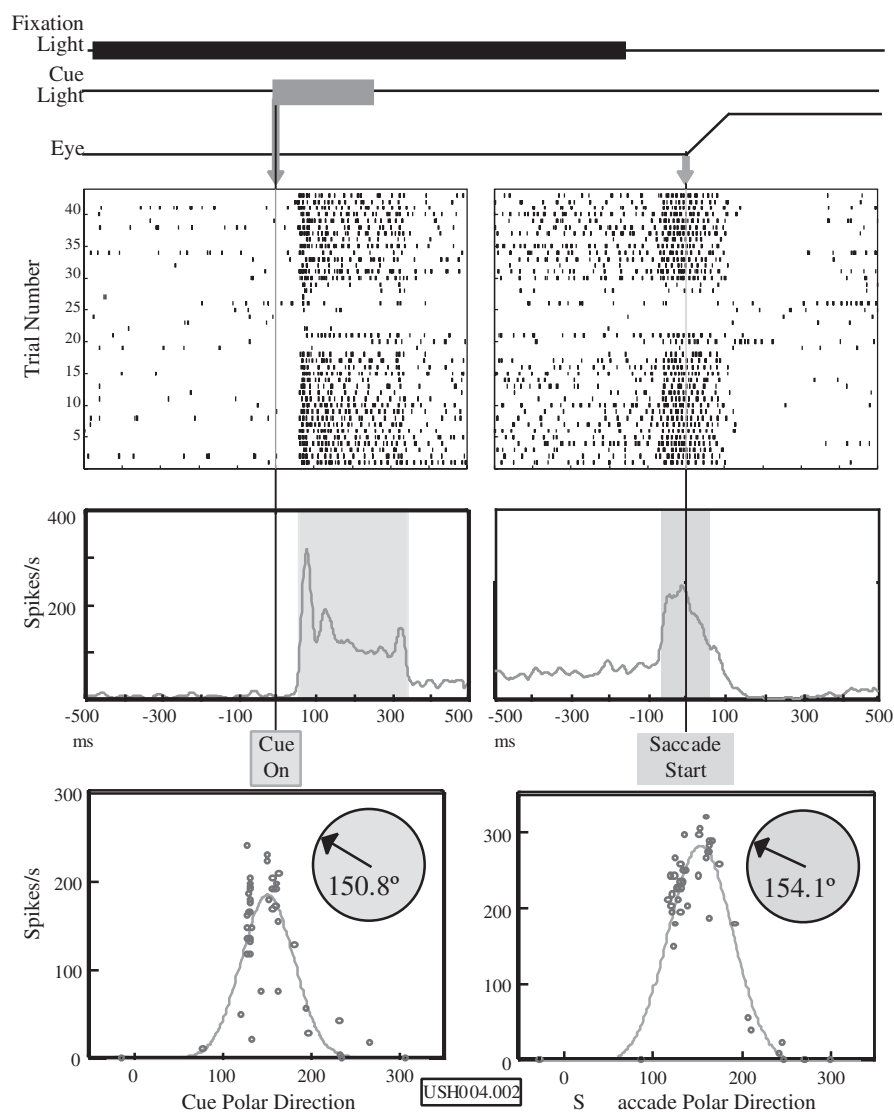 Fixation
Light
Cue
Light
Eye
Trial Number
40
35
30
25
20
15
10
5
Spikes/s
400
200
0
-500 -300 -100 100 300 500
ms
-500 -300 -100 100 300 500
ms
Cue
On
Saccade
Start
Spikes/s
300
200
100
0
150.8º
0 100 200 300
Cue Polar Direction
300
200
100
0
154.1º
0 100 200 300
S accade Polar Direction
USH004.002